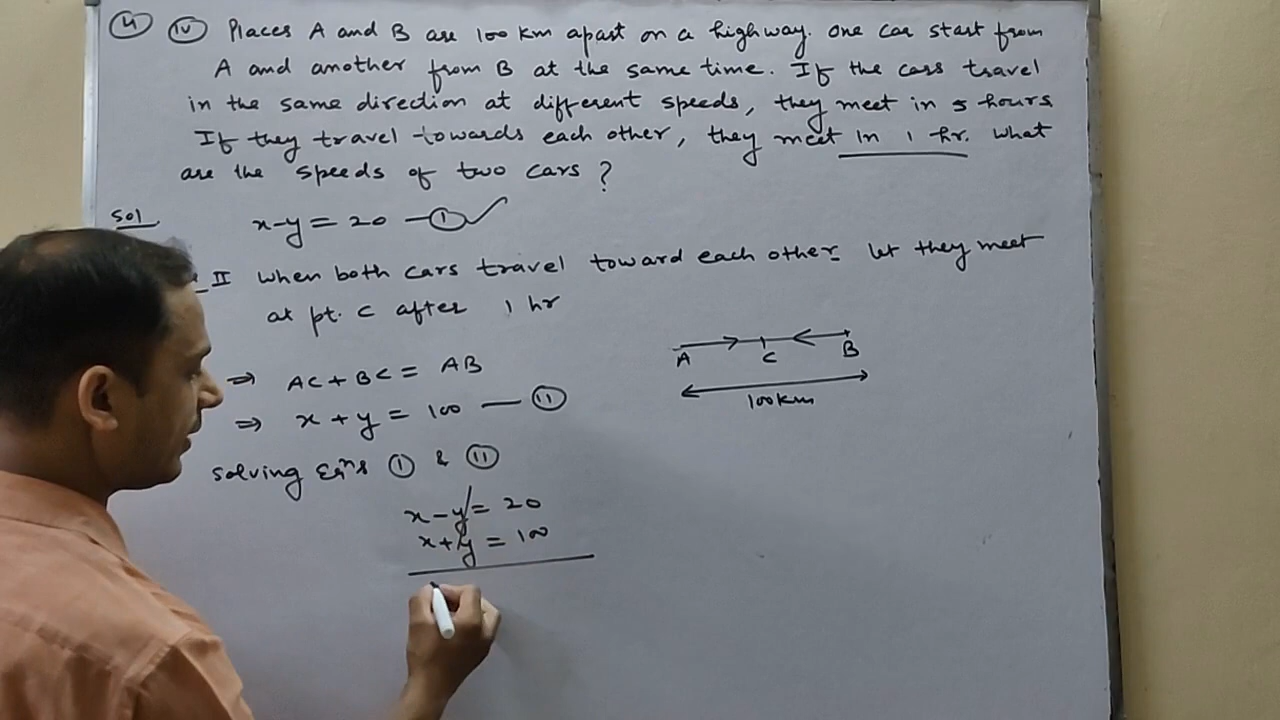 (4) (iv) Places A and B are 100 km apart on a highway. one car start from
A and another from B at the same time. If the cars travel
in the same direction at different speeds, they meet in 5 hours
If they travel towards each other, they meet in 1 hr. what
are the speeds of two cars?
Sol
x-y = 20 — (I)
II when both cars travel toward each other let they meet
at pt. C after 1 hr
A C B
100km
⇒ AC + BC = AB
⇒ x + y = 100 — (II)
solving Eqns (I) & (II)
x - y = 20
x + y = 100